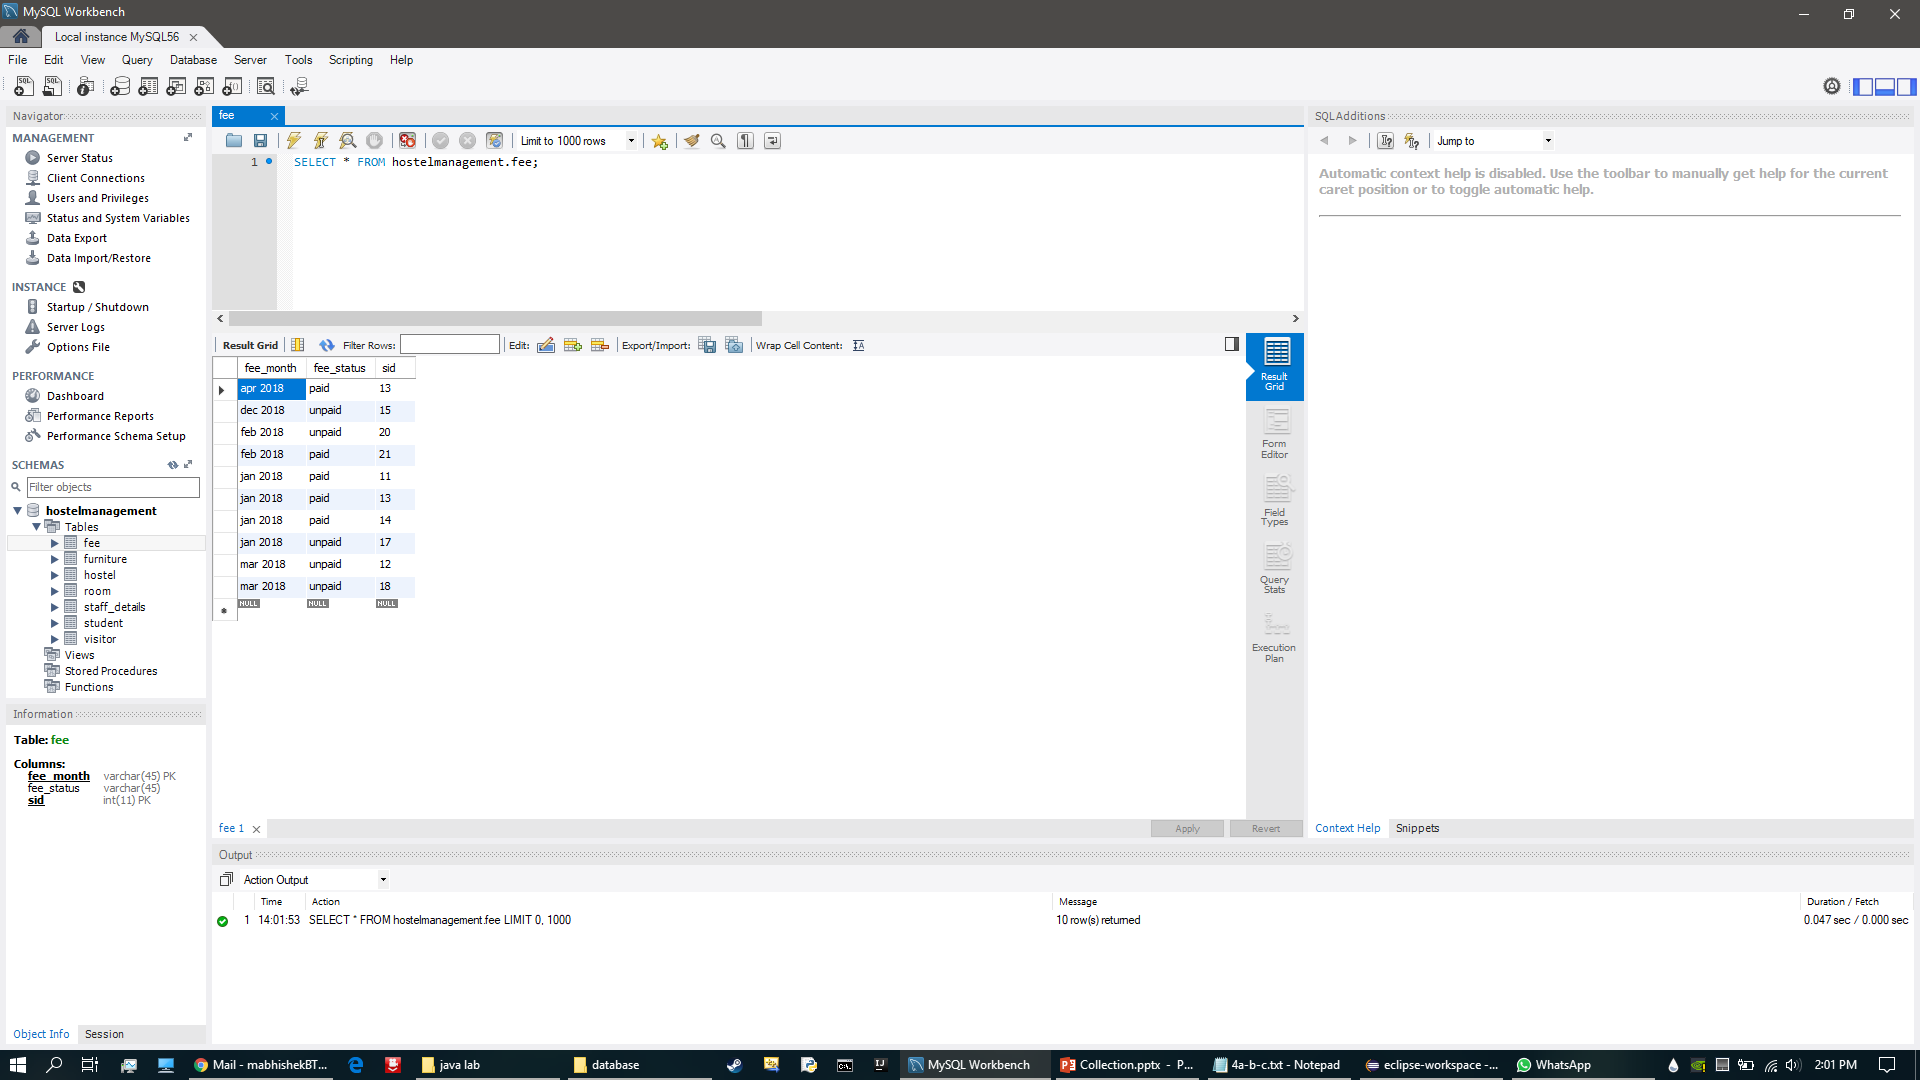 MySQL Workbench
Local instance MySQL56
File Edit View Query Database Server Tools Scripting Help
Navigator
MANAGEMENT
Server Status
Client Connections
Users and Privileges
Status and System Variables
Data Export
Data Import/Restore
INSTANCE
Startup / Shutdown
Server Logs
Options File
PERFORMANCE
Dashboard
Performance Reports
Performance Schema Setup
SCHEMAS
Filter objects
hostelmanagement
Tables
fee
furniture
hostel
room
staff_details
student
visitor
Views
Stored Procedures
Functions
Information
Table: fee
Columns:
fee_month varchar(45) PK
fee_status varchar(45)
sid int(11) PK
Object Info Session
fee
Limit to 1000 rows
1 SELECT * FROM hostelmanagement.fee;
Result Grid Filter Rows: Edit: Export/Import: Wrap Cell Content:
fee_month fee_status sid
apr 2018 paid 13
dec 2018 unpaid 15
feb 2018 unpaid 20
feb 2018 paid 21
jan 2018 paid 11
jan 2018 paid 13
jan 2018 paid 14
jan 2018 unpaid 17
mar 2018 unpaid 12
mar 2018 unpaid 18
NULL NULL NULL
Result Grid
Form Editor
Field Types
Query Stats
Execution Plan
fee 1
Apply Revert
SQLAdditions
Jump to
Automatic context help is disabled. Use the toolbar to manually get help for the current
caret position or to toggle automatic help.
Context Help Snippets
Output
Action Output
Time Action Message Duration / Fetch
1 14:01:53 SELECT * FROM hostelmanagement.fee LIMIT 0, 1000 10 row(s) returned 0.047 sec / 0.000 sec
Mail - mabhishekBT... java lab database MySQL Workbench Collection.pptx - P... 4a-b-c.txt - Notepad eclipse-workspace -... WhatsApp 2:01 PM